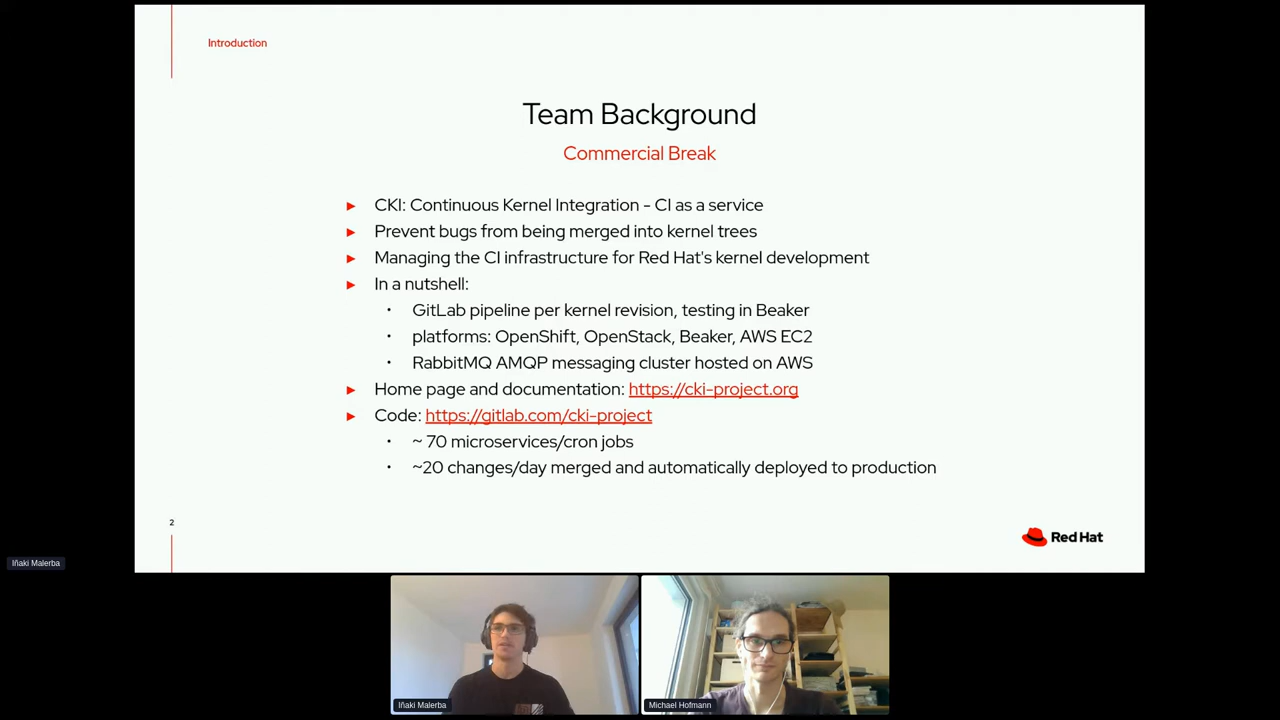 Introduction
Team Background
Commercial Break
► CKI: Continuous Kernel Integration - CI as a service
► Prevent bugs from being merged into kernel trees
► Managing the CI infrastructure for Red Hat's kernel development
► In a nutshell:
• GitLab pipeline per kernel revision, testing in Beaker
• platforms: OpenShift, OpenStack, Beaker, AWS EC2
• RabbitMQ AMQP messaging cluster hosted on AWS
► Home page and documentation: https://cki-project.org
► Code: https://gitlab.com/cki-project
• ~ 70 microservices/cron jobs
• ~20 changes/day merged and automatically deployed to production
2
Red Hat
Iñaki Malerba
Iñaki Malerba
Michael Hofmann